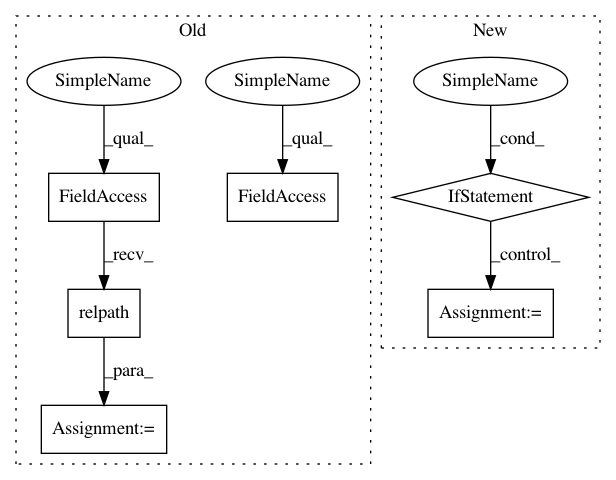 Old
New
SimpleName
SimpleName
SimpleName
_qual_
_qual_
_cond_
FieldAccess
FieldAccess
IfStatement
_recv_
_control_
relpath
Assignment:=
_para_
Assignment:=